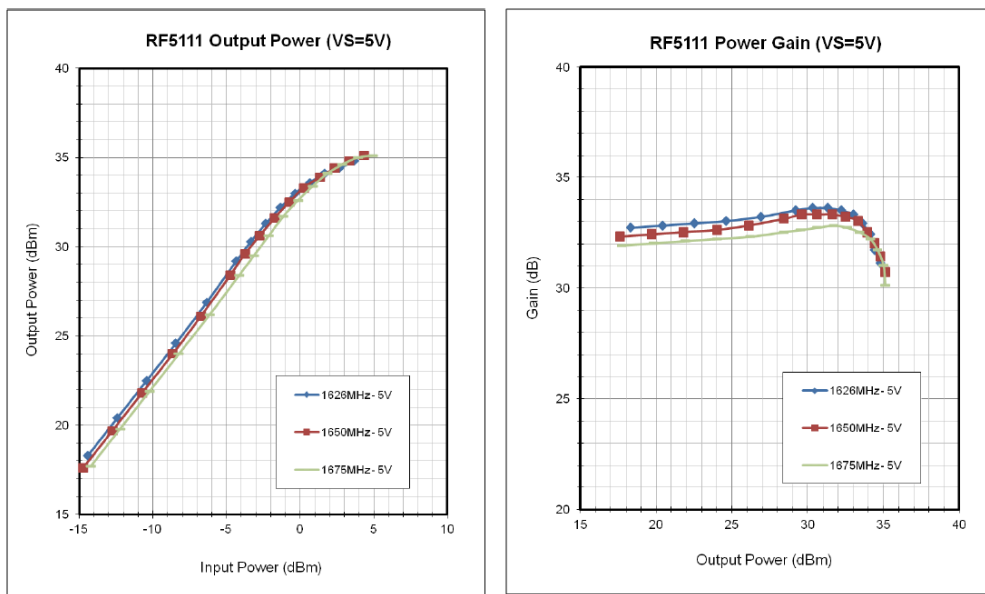 RF5111 Output Power (VS=5V)
Output Power (dBm)
40
35
30
25
20
15
-15 -10 -5 0 5 10
Input Power (dBm)
1626MHz- 5V
1650MHz- 5V
1675MHz- 5V
RF5111 Power Gain (VS=5V)
Gain (dB)
40
35
30
25
20
15 20 25 30 35 40
Output Power (dBm)
1626MHz- 5V
1650MHz- 5V
1675MHz- 5V